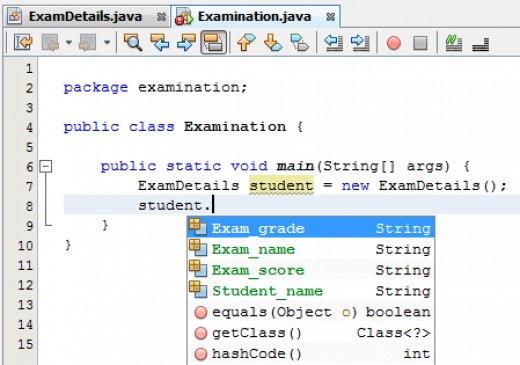 ExamDetails.java Examination.java
1
2 package examination;
3
4 public class Examination {
5
6 public static void main(String[] args) {
7 ExamDetails student = new ExamDetails();
8 student.
9 }
10 }
11
12
13
14
15
Exam_grade String
Exam_name String
Exam_score String
Student_name String
equals(Object o) boolean
getClass() Class<?>
hashCode() int